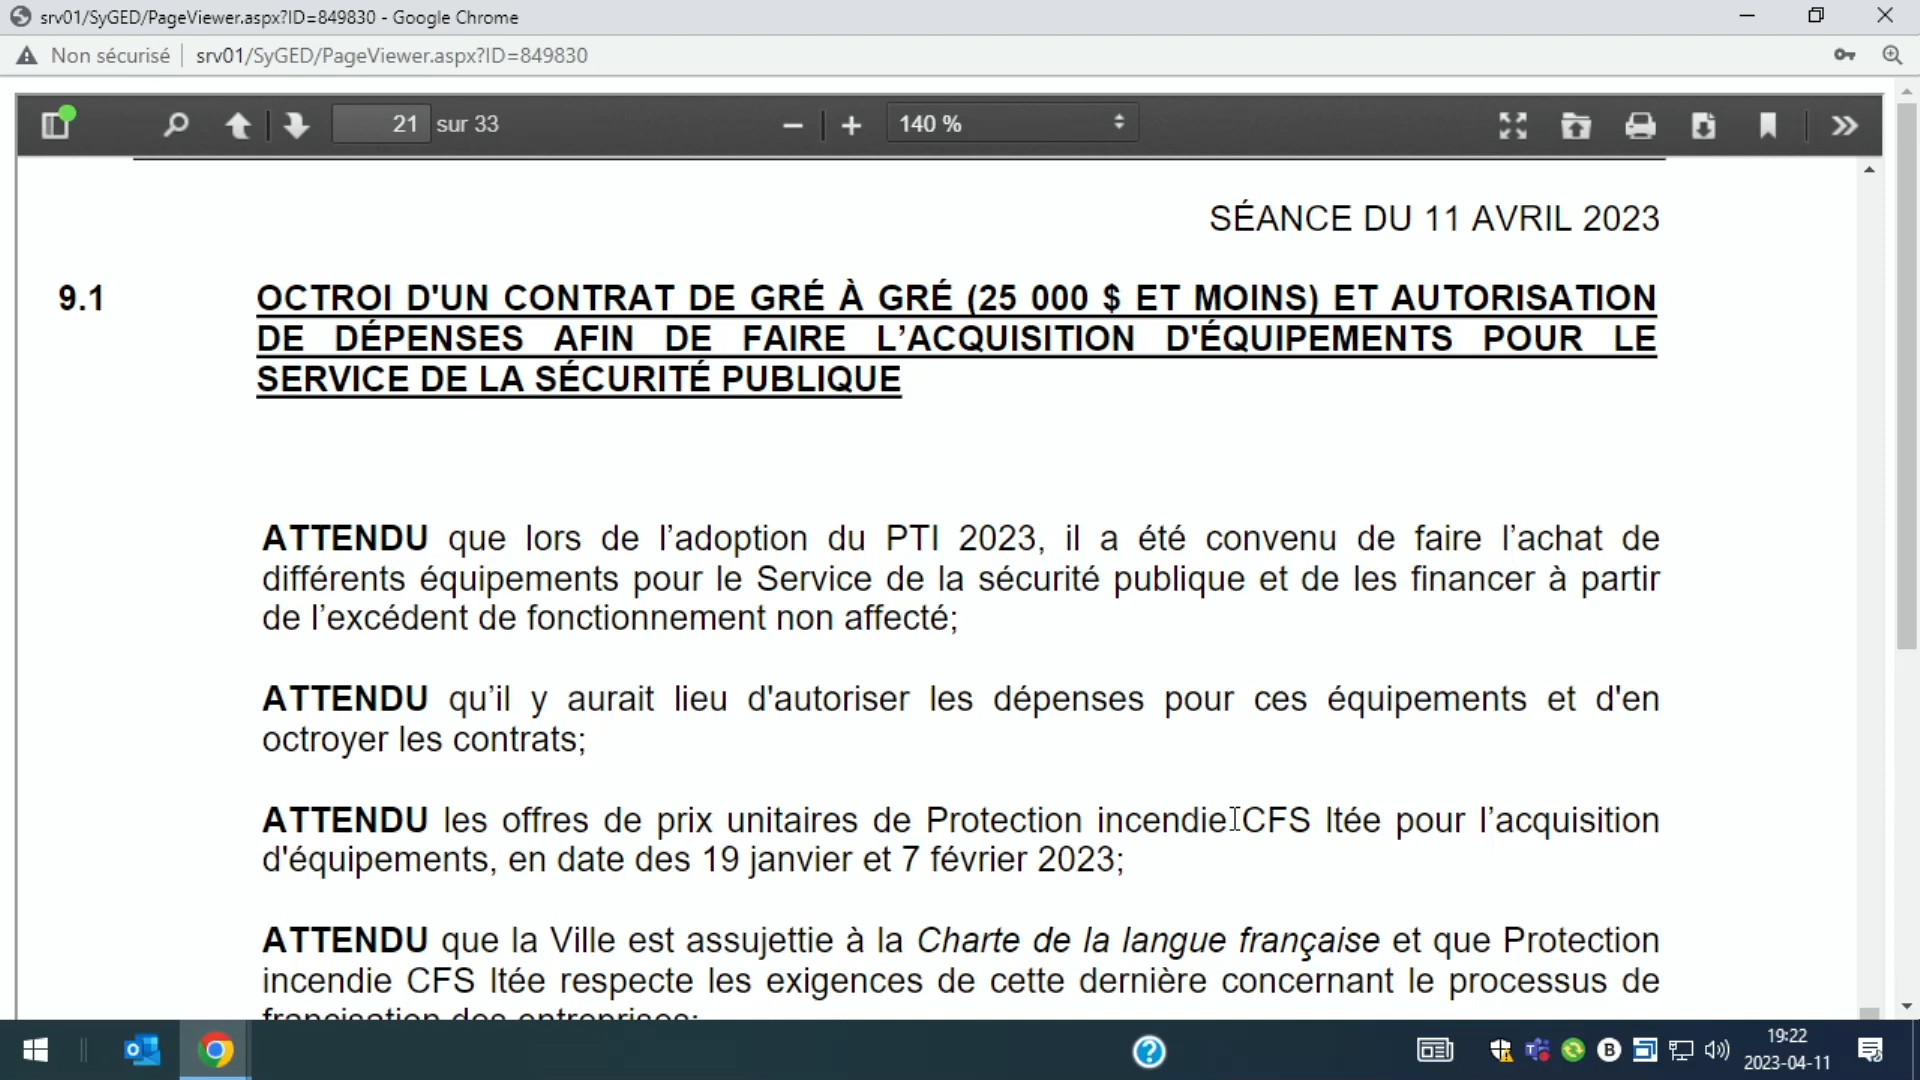 srv01/SyGED/PageViewer.aspx?ID=849830 - Google Chrome
Non sécurisé srv01/SyGED/PageViewer.aspx?ID=849830
21 sur 33 140 %
SÉANCE DU 11 AVRIL 2023
9.1 OCTROI D'UN CONTRAT DE GRÉ À GRÉ (25 000 $ ET MOINS) ET AUTORISATION
DE DÉPENSES AFIN DE FAIRE L’ACQUISITION D'ÉQUIPEMENTS POUR LE
SERVICE DE LA SÉCURITÉ PUBLIQUE
ATTENDU que lors de l’adoption du PTI 2023, il a été convenu de faire l’achat de
différents équipements pour le Service de la sécurité publique et de les financer à partir
de l’excédent de fonctionnement non affecté;
ATTENDU qu’il y aurait lieu d'autoriser les dépenses pour ces équipements et d'en
octroyer les contrats;
ATTENDU les offres de prix unitaires de Protection incendie CFS ltée pour l’acquisition
d'équipements, en date des 19 janvier et 7 février 2023;
ATTENDU que la Ville est assujettie à la Charte de la langue française et que Protection
incendie CFS ltée respecte les exigences de cette dernière concernant le processus de
francisation des entreprises;
19:22
2023-04-11